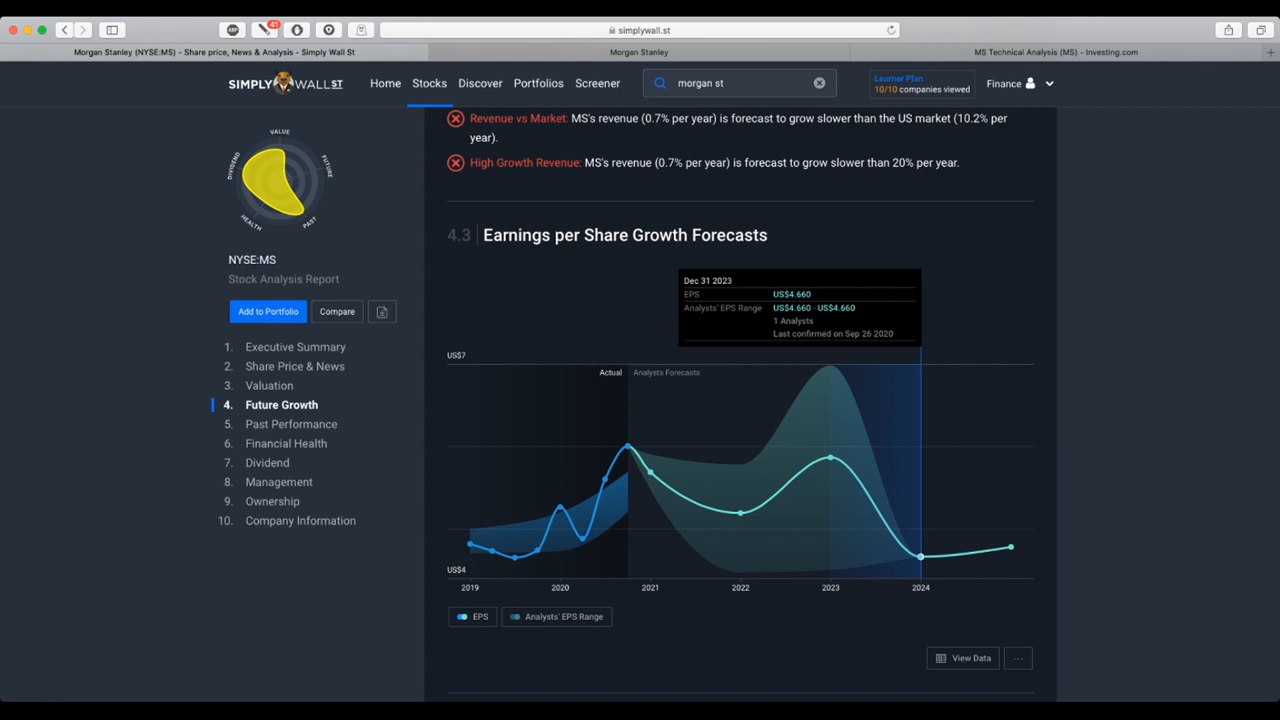 simplywall.st
41
ABP
Morgan Stanley (NYSE:MS) - Share price, News & Analysis - Simply Wall St
Morgan Stanley
MS Technical Analysis (MS) - Investing.com
SIMPLY WALL ST
Home
Stocks
Discover
Portfolios
Screener
morgan st
Learner Plan
10/10 companies viewed
Finance
VALUE
FUTURE
PAST
HEALTH
DIVIDEND
NYSE:MS
Stock Analysis Report
Add to Portfolio
Compare
1. Executive Summary
2. Share Price & News
3. Valuation
4. Future Growth
5. Past Performance
6. Financial Health
7. Dividend
8. Management
9. Ownership
10. Company Information
Revenue vs Market: MS's revenue (0.7% per year) is forecast to grow slower than the US market (10.2% per
year).
High Growth Revenue: MS's revenue (0.7% per year) is forecast to grow slower than 20% per year.
4.3 Earnings per Share Growth Forecasts
Dec 31 2023
EPS US$4.660
Analysts' EPS Range US$4.660 - US$4.660
1 Analysts
Last confirmed on Sep 26 2020
US$7
Actual
Analysts Forecasts
US$4
2019 2020 2021 2022 2023 2024
EPS
Analysts' EPS Range
View Data
...